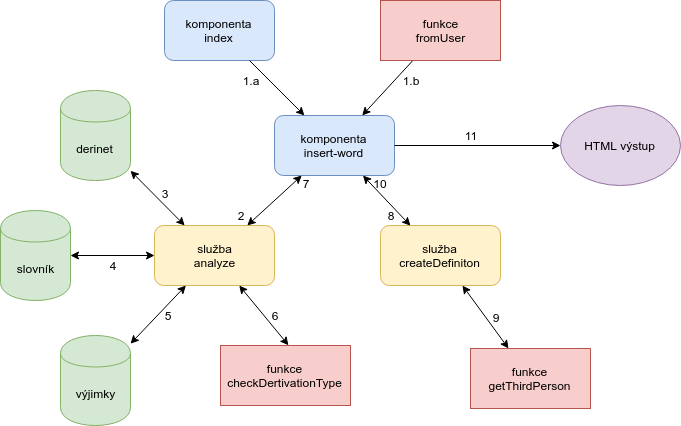 komponenta
index
funkce
fromUser
1.a
1.b
derinet
komponenta
insert-word
11
HTML výstup
3
2
7
10
8
slovník
4
služba
analyze
služba
createDefiniton
5
6
9
výjimky
funkce
checkDertivationType
funkce
getThirdPerson